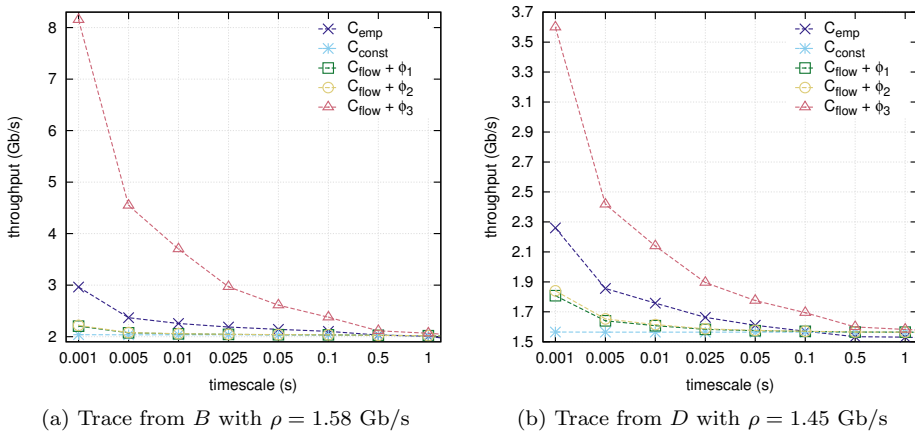 throughput (Gb/s)
8
7
6
5
4
3
2
C_emp
C_const
C_flow + ϕ_1
C_flow + ϕ_2
C_flow + ϕ_3
0.001 0.005 0.01 0.025 0.05 0.1 0.5 1
timescale (s)
(a) Trace from B with ρ = 1.58 Gb/s
throughput (Gb/s)
3.7
3.5
3.3
3.1
2.9
2.7
2.5
2.3
2.1
1.9
1.7
1.5
C_emp
C_const
C_flow + ϕ_1
C_flow + ϕ_2
C_flow + ϕ_3
0.001 0.005 0.01 0.025 0.05 0.1 0.5 1
timescale (s)
(b) Trace from D with ρ = 1.45 Gb/s